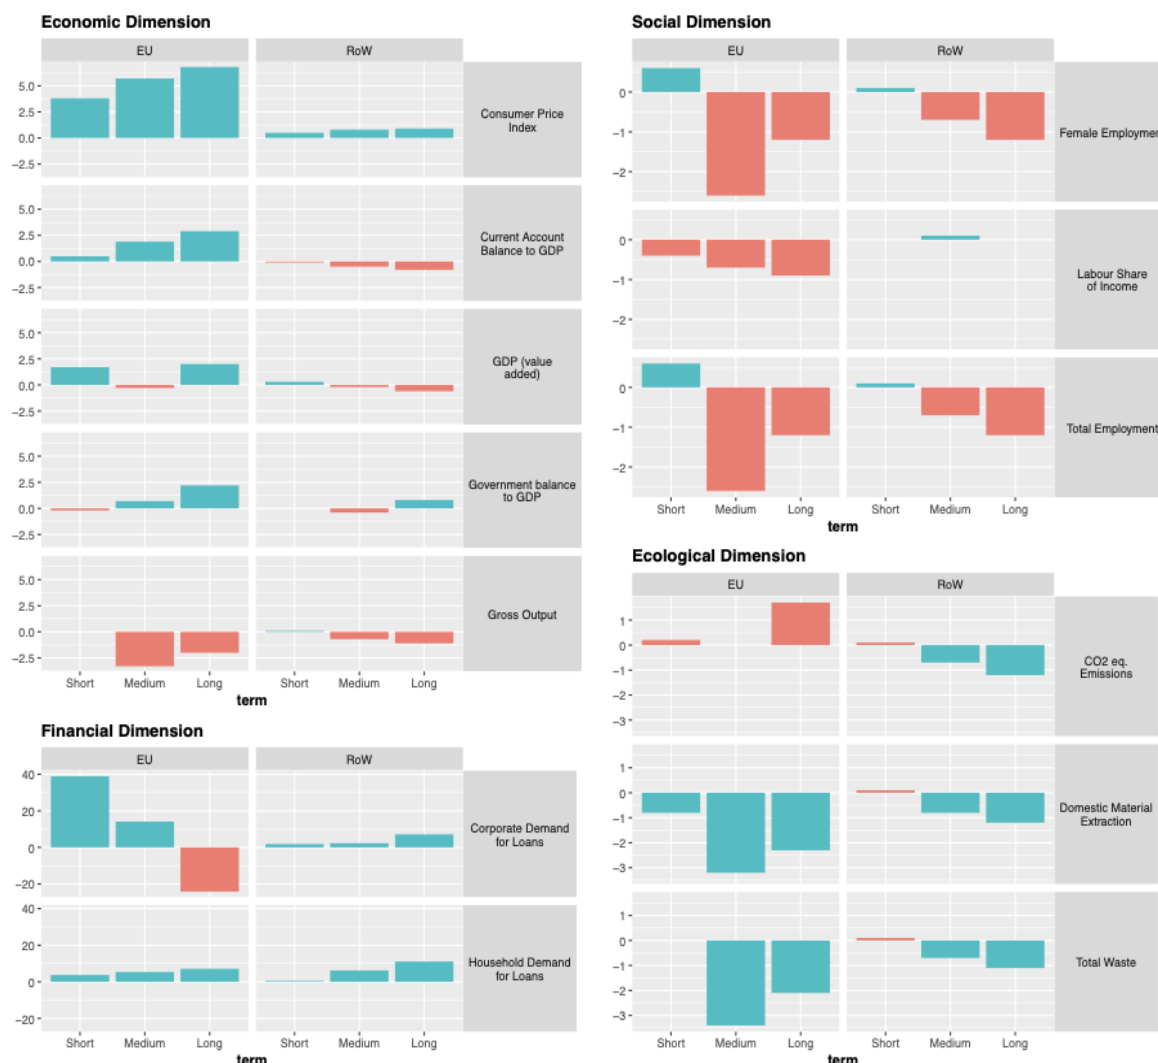 Economic Dimension
EU
RoW
5.0
2.5
0.0
−2.5
Consumer Price
Index
5.0
2.5
0.0
−2.5
Current Account
Balance to GDP
5.0
2.5
0.0
−2.5
GDP (value
added)
5.0
2.5
0.0
−2.5
Government balance
to GDP
5.0
2.5
0.0
−2.5
Gross Output
Short
Medium
Long
Short
Medium
Long
term
Financial Dimension
EU
RoW
40
20
0
−20
Corporate Demand
for Loans
40
20
0
−20
Household Demand
for Loans
Short
Medium
Long
Short
Medium
Long
term
Social Dimension
EU
RoW
0
−1
−2
Female Employmen
0
−1
−2
Labour Share
of Income
0
−1
−2
Total Employment
Short
Medium
Long
Short
Medium
Long
term
Ecological Dimension
EU
RoW
1
0
−1
−2
−3
CO2 eq.
Emissions
1
0
−1
−2
−3
Domestic Material
Extraction
1
0
−1
−2
−3
Total Waste
Short
Medium
Long
Short
Medium
Long
term